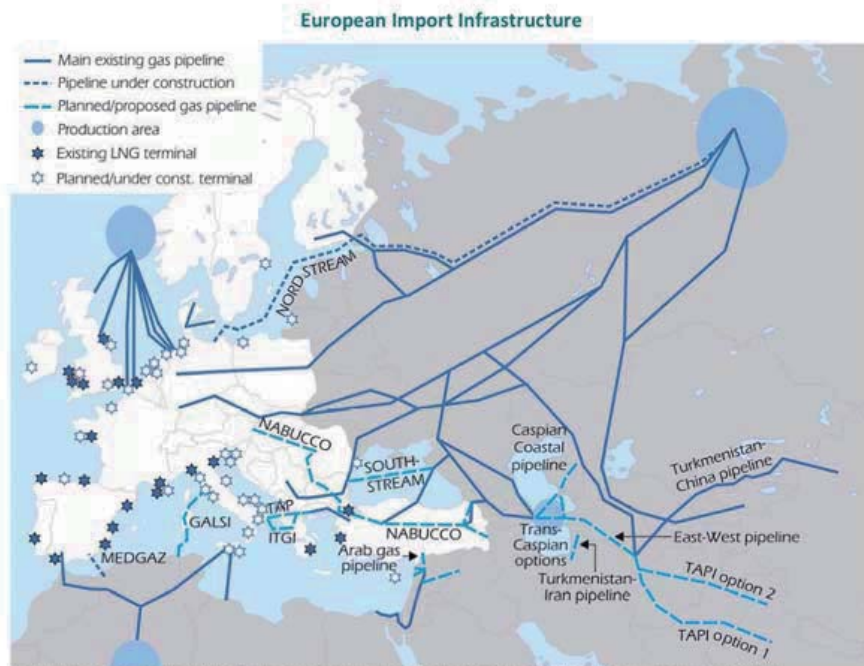 European Import Infrastructure
Main existing gas pipeline
Pipeline under construction
Planned/proposed gas pipeline
Production area
Existing LNG terminal
Planned/under const. terminal
NORD STREAM
NABUCCO
SOUTH-
STREAM
Caspian
Coastal
pipeline
Turkmenistan-
China pipeline
TAP
GALSI
ITGI
NABUCCO
MEDGAZ
Arab gas
pipeline
Trans-
Caspian
options
East-West pipeline
Turkmenistan-
Iran pipeline
TAPI option 2
TAPI option 1